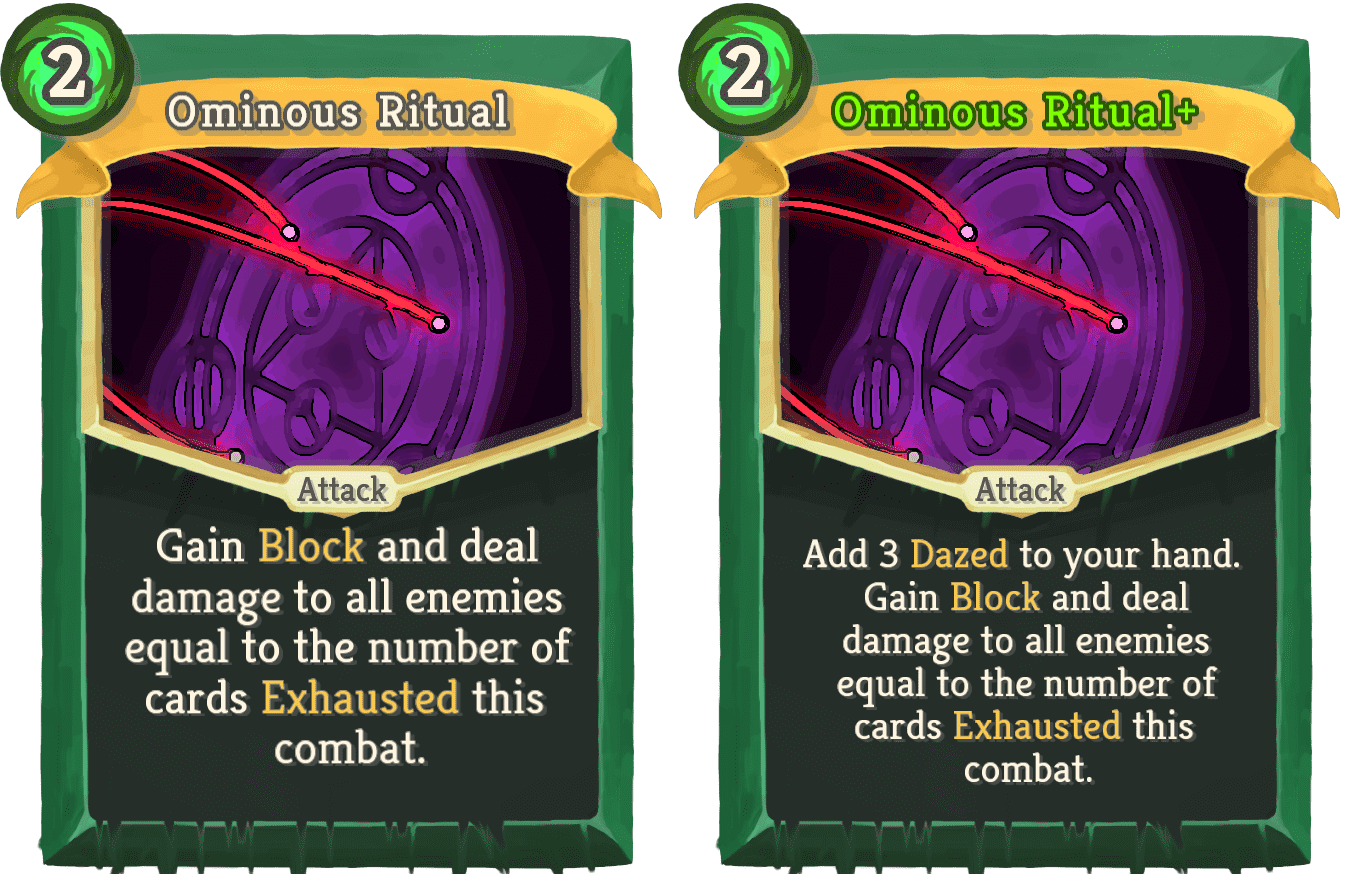 2
Ominous Ritual
Attack
Gain Block and deal
damage to all enemies
equal to the number of
cards Exhausted this
combat.
2
Ominous Ritual+
Attack
Add 3 Dazed to your hand.
Gain Block and deal
damage to all enemies
equal to the number of
cards Exhausted this
combat.